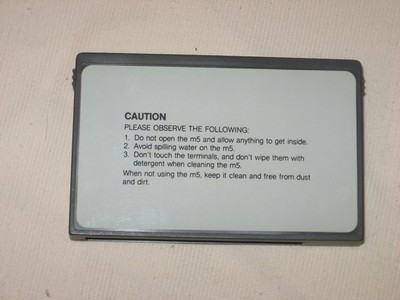 CAUTION
PLEASE OBSERVE THE FOLLOWING:
1. Do not open the m5 and allow anything to get inside.
2. Avoid spilling water on the m5.
3. Don't touch the terminals, and don't wipe them with
detergent when cleaning the m5.
When not using the m5, keep it clean and free from dust
and dirt.